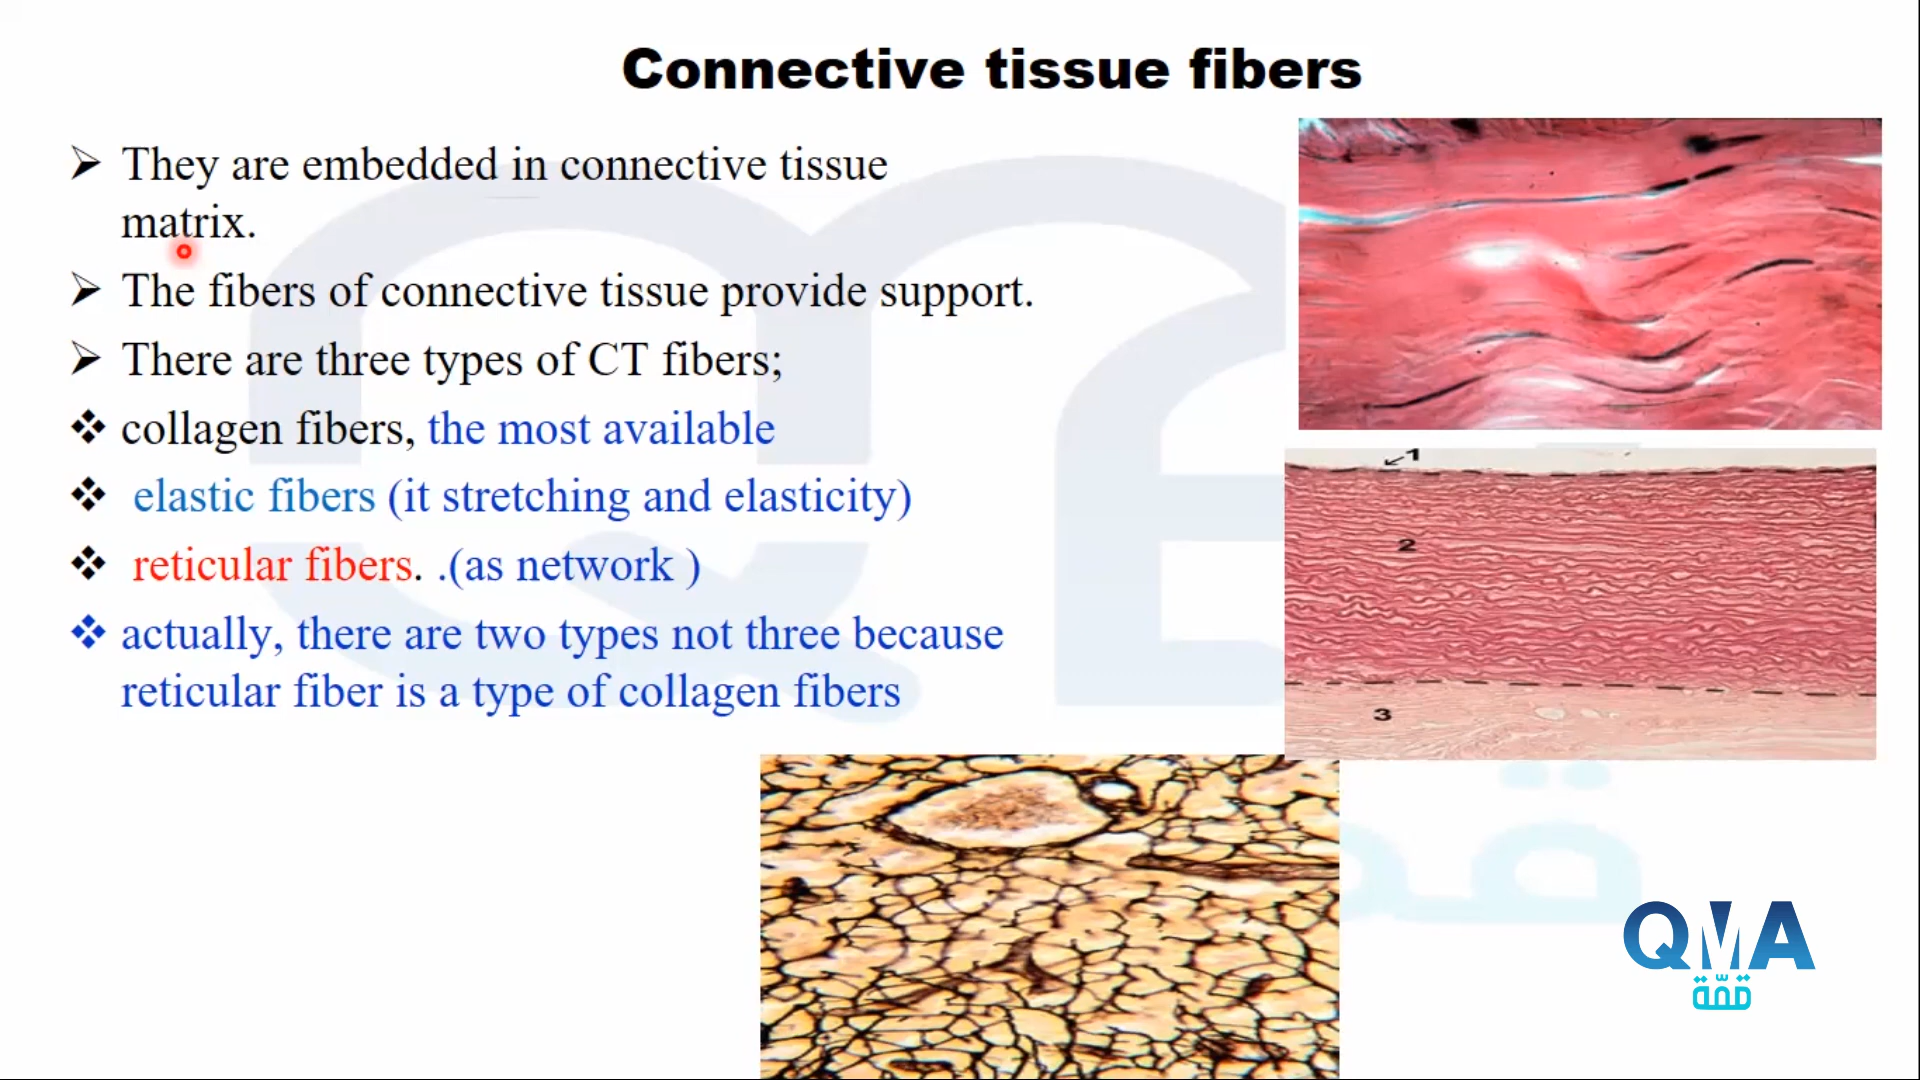 Connective tissue fibers
➢ They are embedded in connective tissue
matrix.
➢ The fibers of connective tissue provide support.
➢ There are three types of CT fibers;
❖ collagen fibers, the most available
❖ elastic fibers (it stretching and elasticity)
❖ reticular fibers. .(as network )
❖ actually, there are two types not three because
reticular fiber is a type of collagen fibers
1
2
3
QMA
قمّة